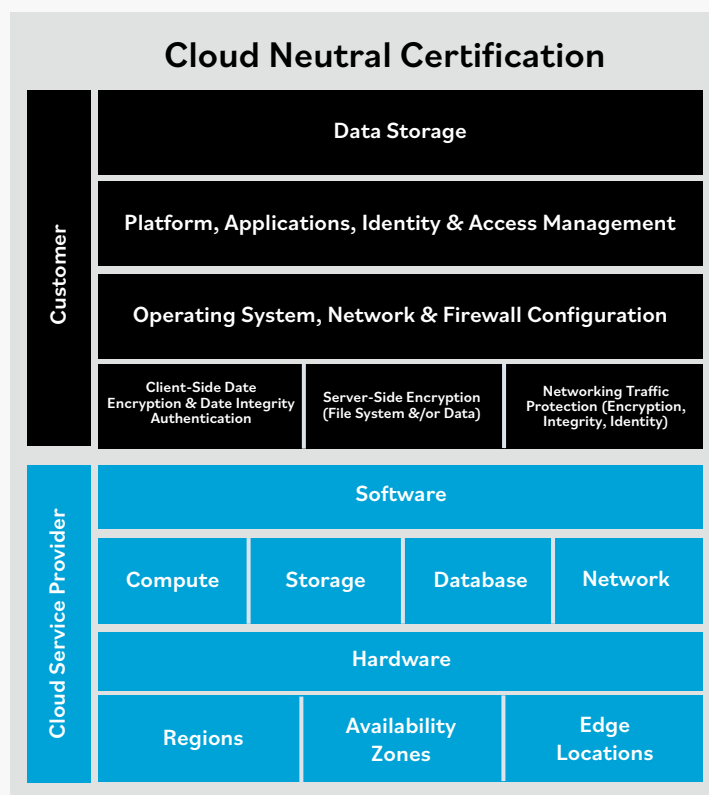 Cloud Neutral Certification
Customer
Data Storage
Platform, Applications, Identity & Access Management
Operating System, Network & Firewall Configuration
Client-Side Date
Encryption & Date Integrity
Authentication
Server-Side Encryption
(File System &/or Data)
Networking Traffic
Protection (Encryption,
Integrity, Identity)
Cloud Service Provider
Software
Compute
Storage
Database
Network
Hardware
Regions
Availability
Zones
Edge
Locations